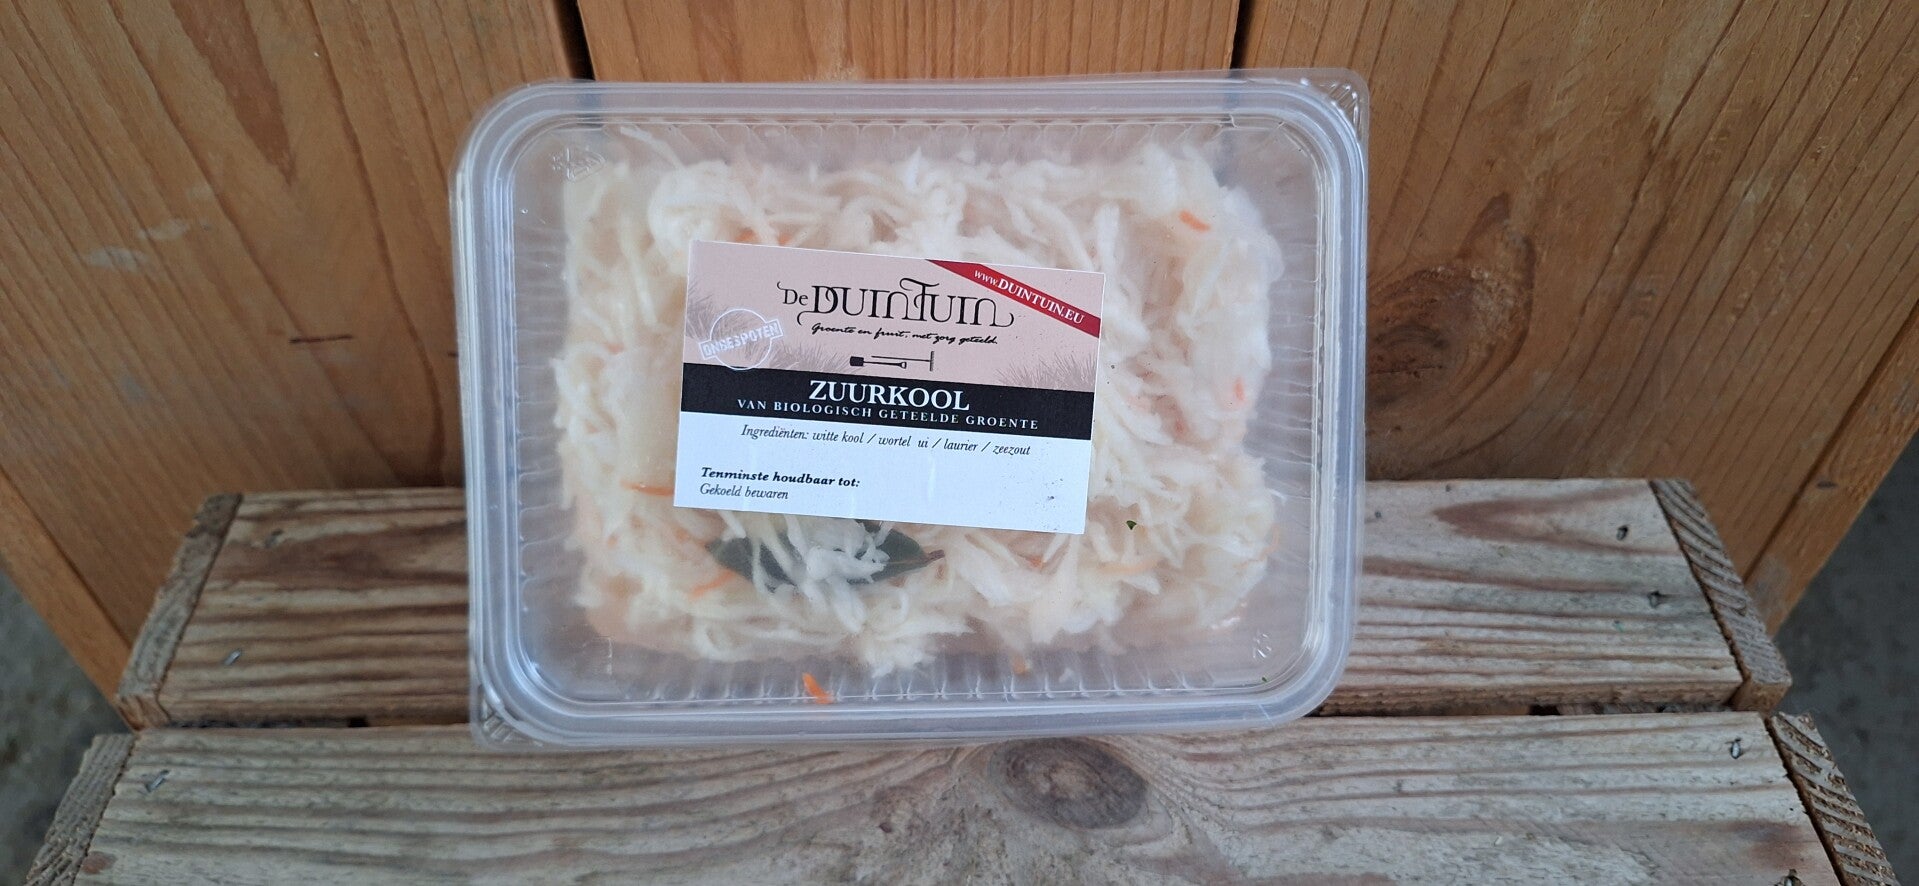 www.DUINTUIN.EU
De DUINTUIN
Groente en fruit, met zorg geteeld.
ONBESPOTEN
ZUURKOOL
VAN BIOLOGISCH GETEELDE GROENTE
Ingrediënten: witte kool / wortel ui / laurier / zeezout
Tenminste houdbaar tot:
Gekoeld bewaren